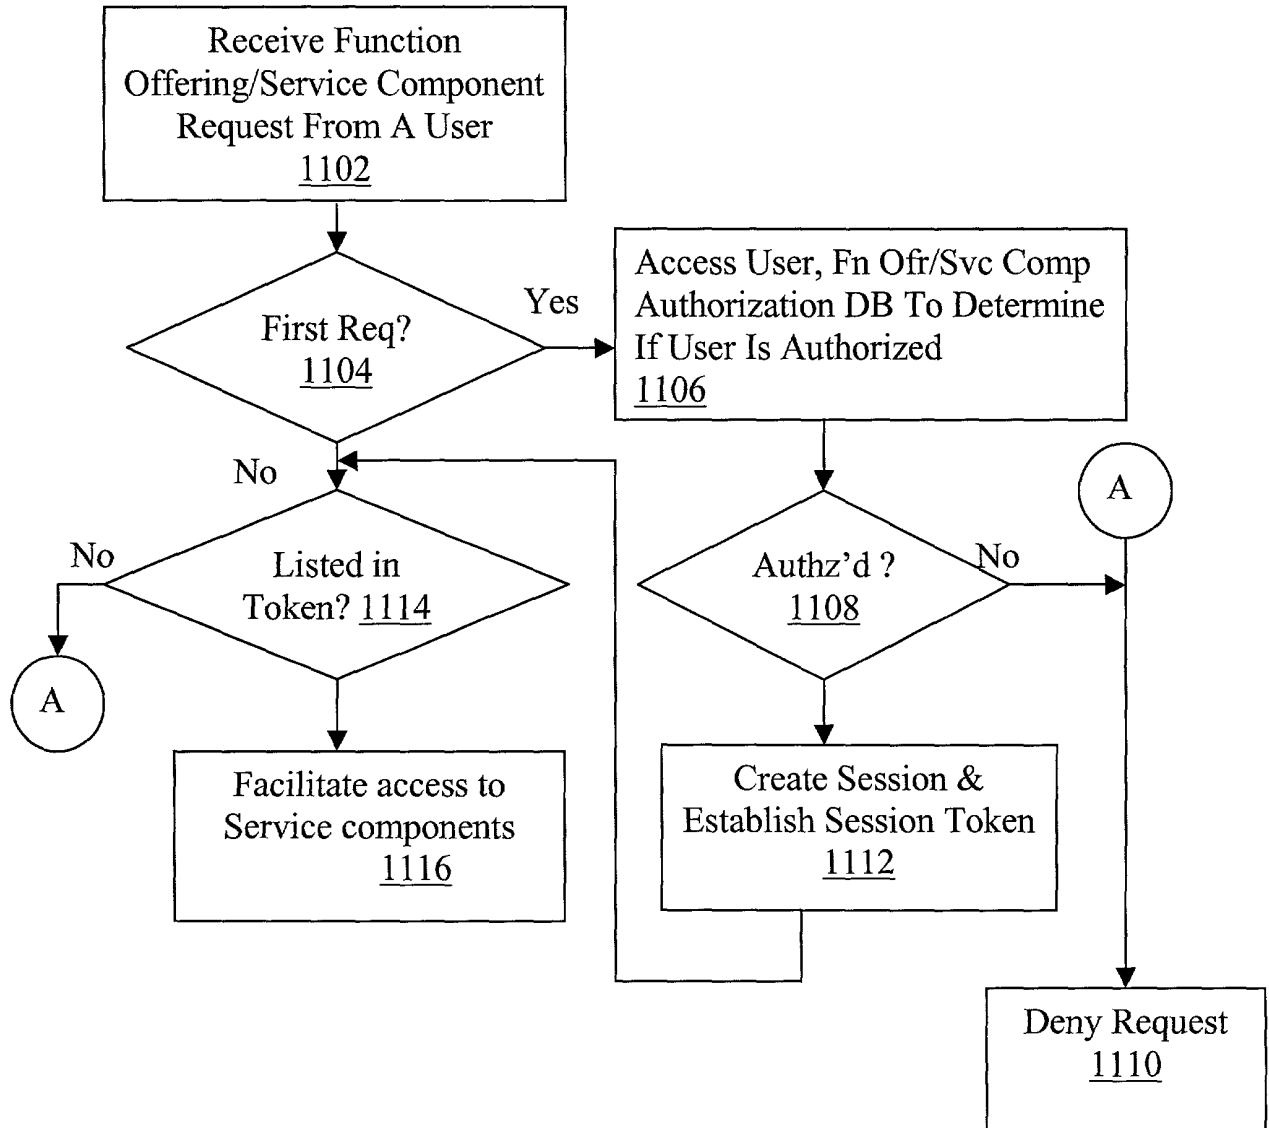 Receive Function
Offering/Service Component
Request From A User
1102
First Req?
1104
Yes
Access User, Fn Ofr/Svc Comp
Authorization DB To Determine
If User Is Authorized
1106
No
A
Listed in
Token? 1114
No
Authz'd ?
1108
No
A
Facilitate access to
Service components
1116
Create Session &
Establish Session Token
1112
Deny Request
1110